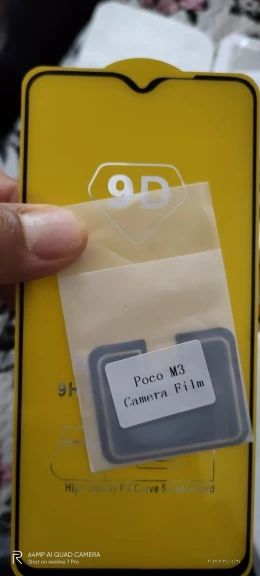 9D
Poco M3
Camera Film
9H
64MP AI QUAD CAMERA
Shot on realme 7 Pro